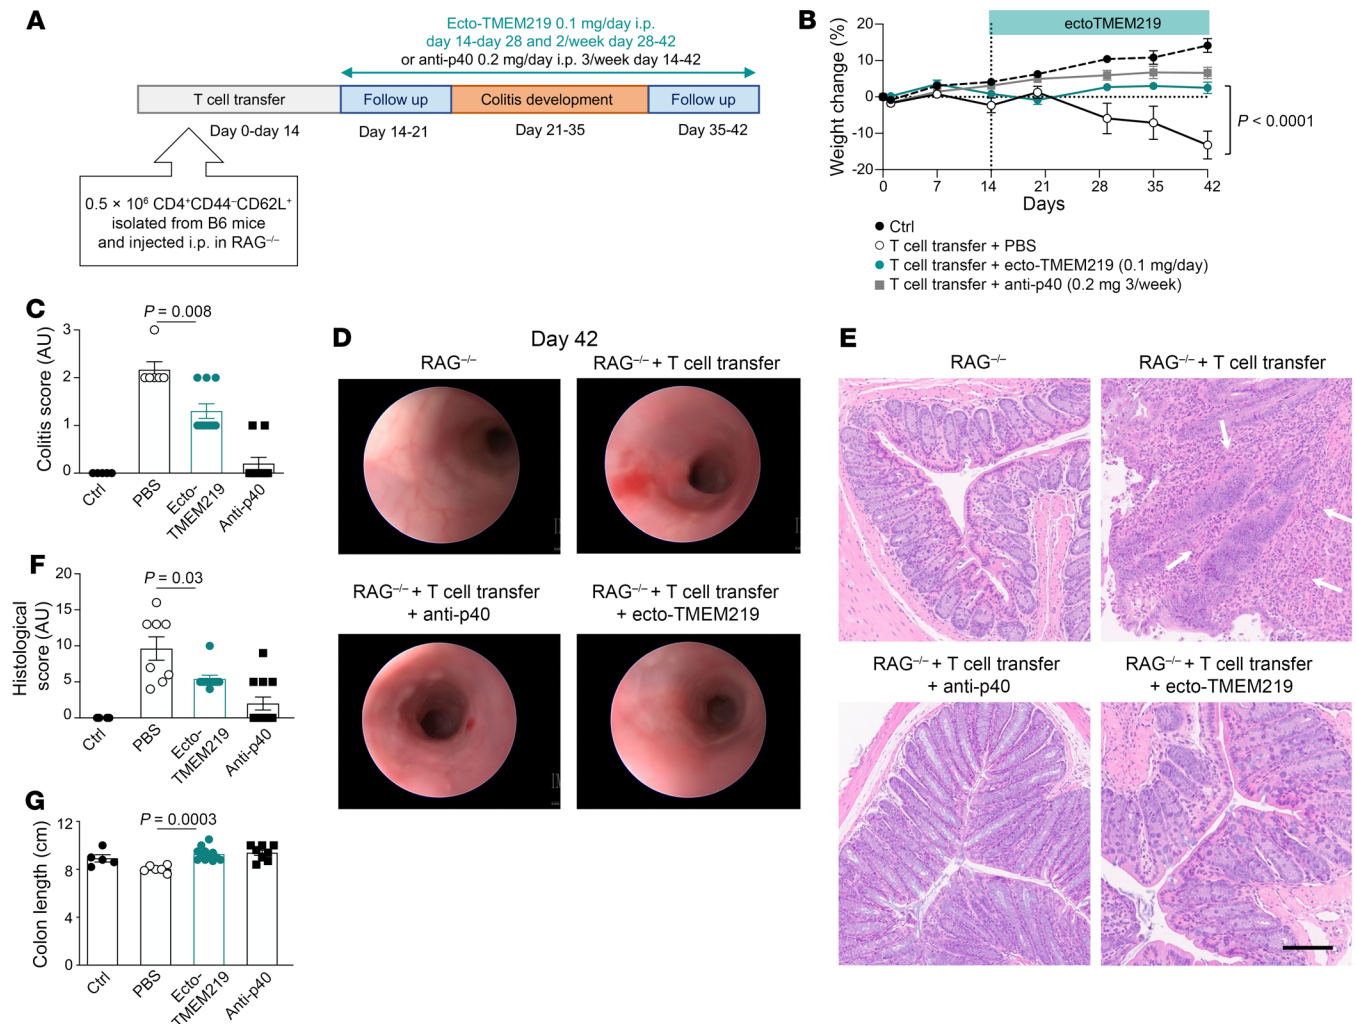 A
Ecto-TMEM219 0.1 mg/day i.p.
day 14-day 28 and 2/week day 28-42
or anti-p40 0.2 mg/day i.p. 3/week day 14-42
T cell transfer
Follow up
Colitis development
Follow up
Day 0-day 14
Day 14-21
Day 21-35
Day 35-42
0.5 × 10⁶ CD4⁺CD44⁻CD62L⁺
isolated from B6 mice
and injected i.p. in RAG⁻/⁻
B
ectoTMEM219
Weight change (%)
20
10
0
-10
-20
0
7
14
21
28
35
42
Days
P < 0.0001
Ctrl
T cell transfer + PBS
T cell transfer + ecto-TMEM219 (0.1 mg/day)
T cell transfer + anti-p40 (0.2 mg 3/week)
C
P = 0.008
Colitis score (AU)
3
2
1
0
Ctrl
PBS
Ecto-
TMEM219
Anti-p40
D
Day 42
RAG⁻/⁻
RAG⁻/⁻ + T cell transfer
RAG⁻/⁻ + T cell transfer
+ anti-p40
RAG⁻/⁻ + T cell transfer
+ ecto-TMEM219
E
RAG⁻/⁻
RAG⁻/⁻ + T cell transfer
RAG⁻/⁻ + T cell transfer
+ anti-p40
RAG⁻/⁻ + T cell transfer
+ ecto-TMEM219
F
P = 0.03
Histological
score (AU)
20
15
10
5
0
Ctrl
PBS
Ecto-
TMEM219
Anti-p40
G
P = 0.0003
Colon length (cm)
12
8
4
0
Ctrl
PBS
Ecto-
TMEM219
Anti-p40